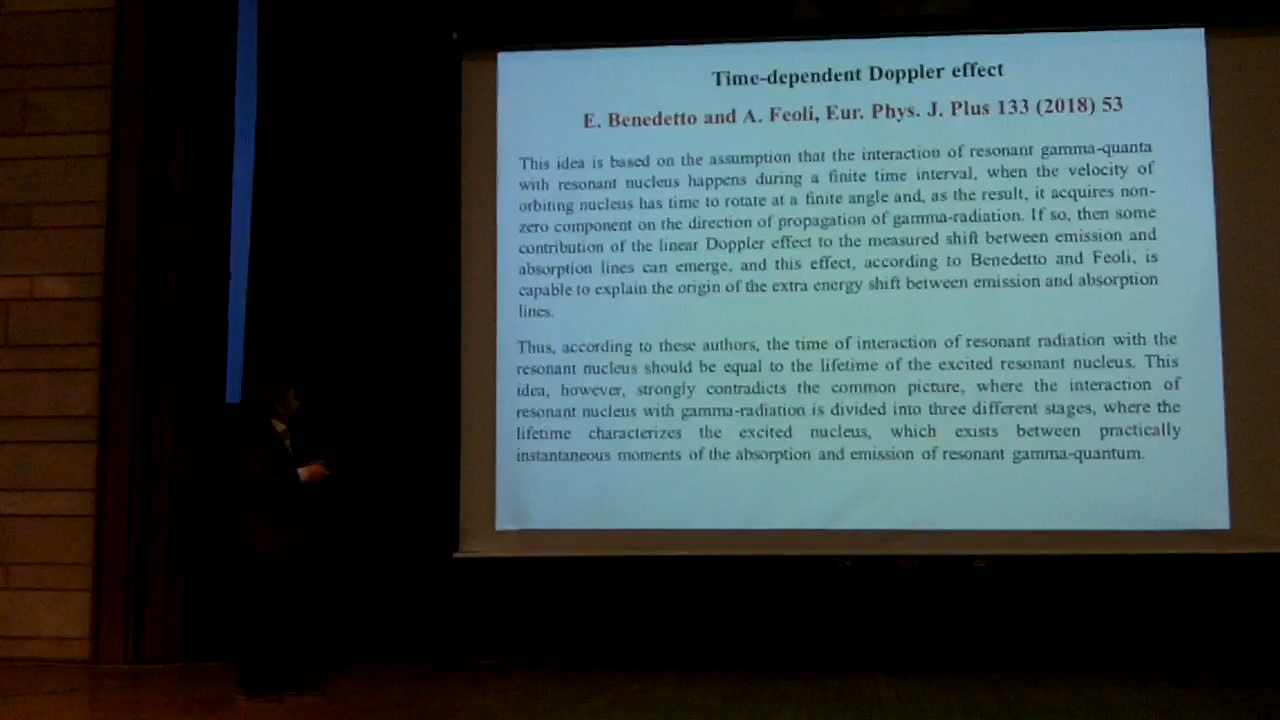 Time-dependent Doppler effect
E. Benedetto and A. Feoli, Eur. Phys. J. Plus 133 (2018) 53
This idea is based on the assumption that the interaction of resonant gamma-quanta
with resonant nucleus happens during a finite time interval, when the velocity of
orbiting nucleus has time to rotate at a finite angle and, as the result, it acquires non-
zero component on the direction of propagation of gamma-radiation. If so, then some
contribution of the linear Doppler effect to the measured shift between emission and
absorption lines can emerge, and this effect, according to Benedetto and Feoli, is
capable to explain the origin of the extra energy shift between emission and absorption
lines.
Thus, according to these authors, the time of interaction of resonant radiation with the
resonant nucleus should be equal to the lifetime of the excited resonant nucleus. This
idea, however, strongly contradicts the common picture, where the interaction of
resonant nucleus with gamma-radiation is divided into three different stages, where the
lifetime characterizes the excited nucleus, which exists between practically
instantaneous moments of the absorption and emission of resonant gamma-quantum.